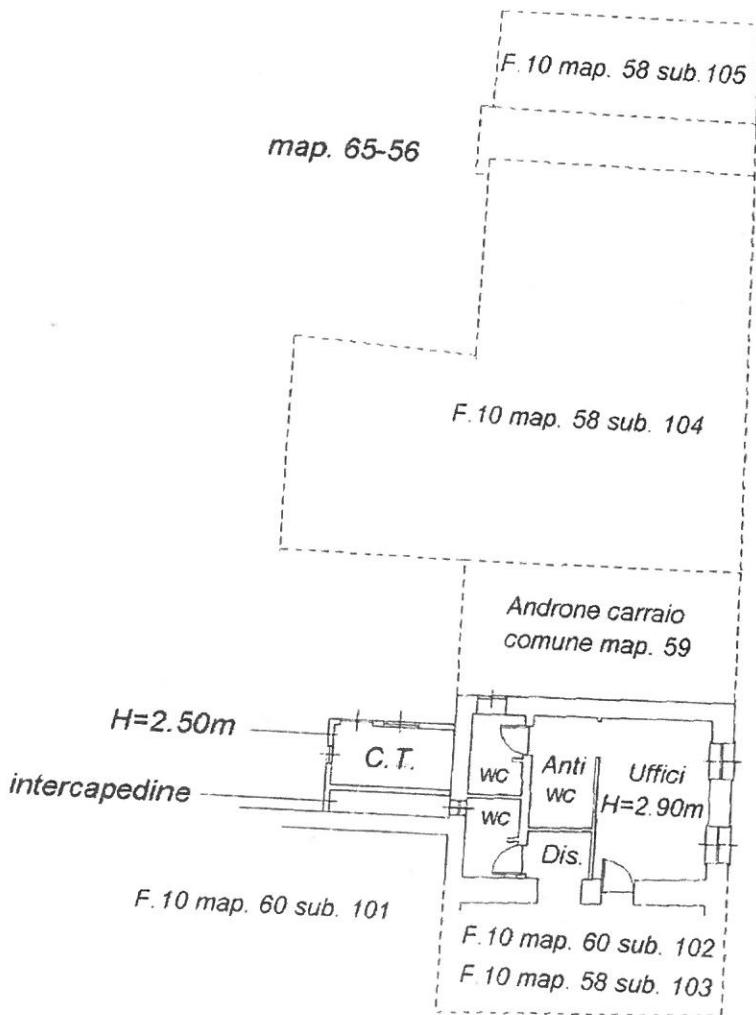 F.10 map. 58 sub.105
map. 65-56
F.10 map. 58 sub. 104
Androne carraio
comune map. 59
H=2.50m
C.T.
wc
Anti
wc
Uffici
H=2.90m
intercapedine
wc
Dis.
F.10 map. 60 sub. 101
F.10 map. 60 sub. 102
F.10 map. 58 sub. 103